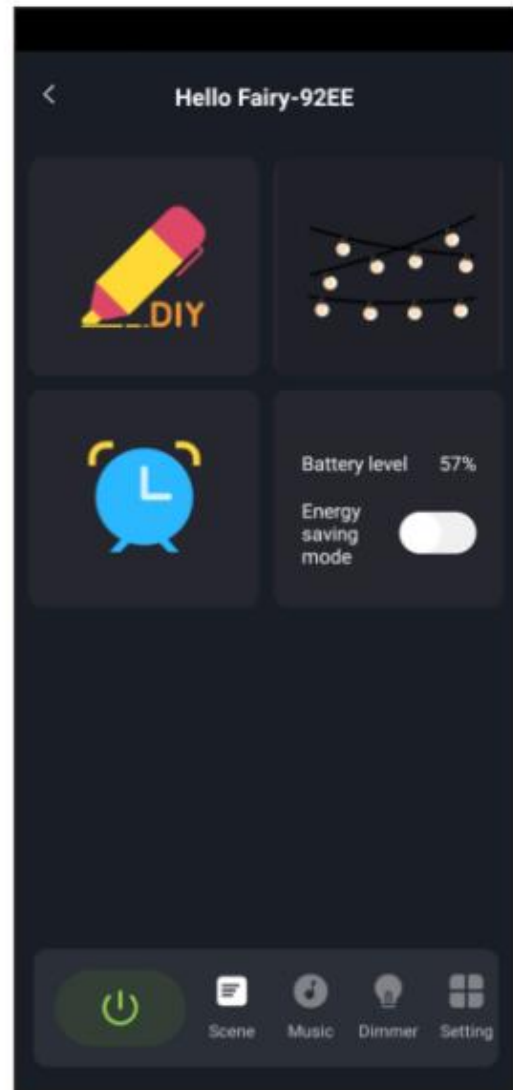 Hello Fairy-92EE
DIY
Battery level 57%
Energy
saving
mode
Scene Music Dimmer Setting